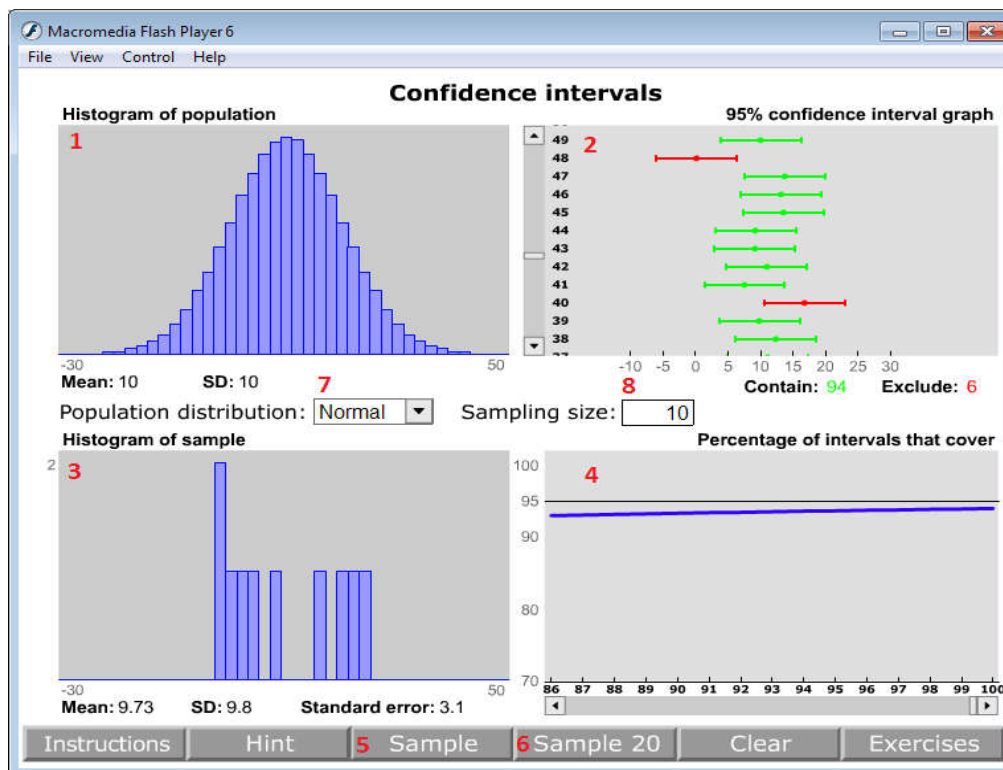 Macromedia Flash Player 6
File View Control Help
Confidence intervals
Histogram of population
95% confidence interval graph
1
2
49
48
47
46
45
44
43
42
41
40
39
38
-30 50
-10 -5 0 5 10 15 20 25 30
Mean: 10 SD: 10
7
8
Contain: 94 Exclude: 6
Population distribution: Normal Sampling size: 10
Histogram of sample
Percentage of intervals that cover
2
3
4
100
95
90
80
70
-30 50
86 87 88 89 90 91 92 93 94 95 96 97 98 99 100
Mean: 9.73 SD: 9.8 Standard error: 3.1
Instructions Hint 5 Sample 6 Sample 20 Clear Exercises